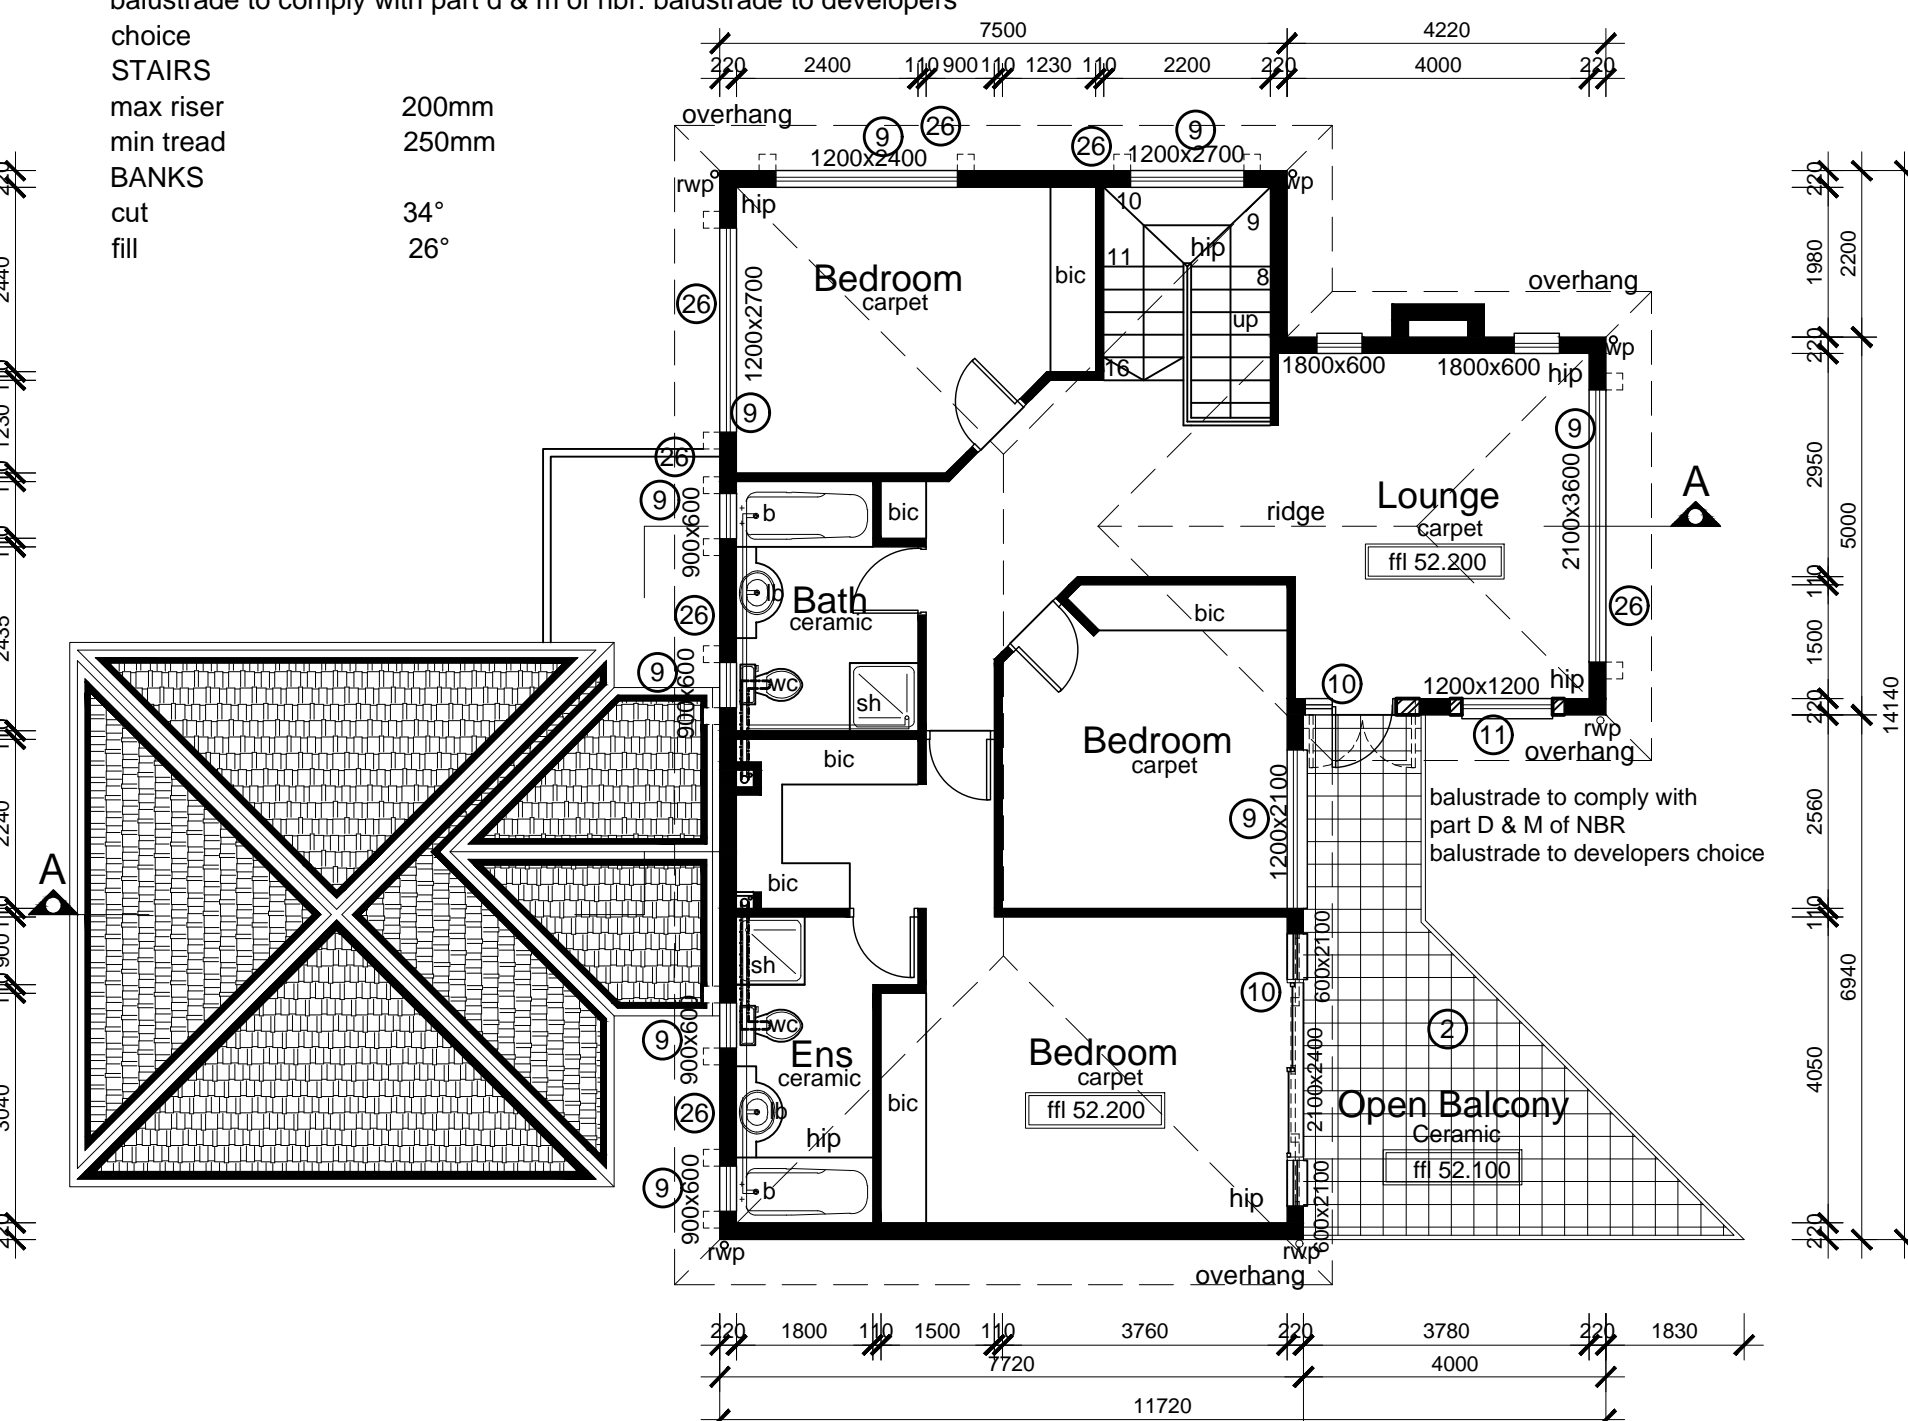 balustrade to comply with part d & m of nbr. balustrade to developers
choice
STAIRS
max riser 200mm
min tread 250mm
BANKS
cut 34°
fill 26°
7500 4220
220 2400 110 900 110 1230 110 2200 220 4000 220
overhang
9 26 26 9
1200x2400 1200x2700
rwp rwp
hip 10 9
11 hip
Bedroom
carpet
bic
8
up
16
26
1200x2700
9
26
overhang
1800x600 1800x600
rwp
hip
9
2100x3600
Lounge
carpet
ffl 52.200
ridge
A
26
9
900x600
b
bic
lb
Bath
ceramic
26
9
900x600
wc
sh
bic
bic
Bedroom
carpet
bic
10
1200x1200
hip
11
rwp
overhang
balustrade to comply with
part D & M of NBR
balustrade to developers choice
9
1200x2100
A
sh
wc
9
900x600
Ens
ceramic
26
lb
hip
bic
9
900x600
b
Bedroom
carpet
ffl 52.200
hip
10
600x2100
2100x2400
600x2100
2
Open Balcony
Ceramic
ffl 52.100
rwp rwp
overhang
220 1800 110 1500 110 3760 220 3780 220 1830
7720 4000
11720
2440
1230
2435
2240
900
3040
220
220
1980
220
2950
110
1500
220
2560
110
4050
220
2200
5000
6940
14140